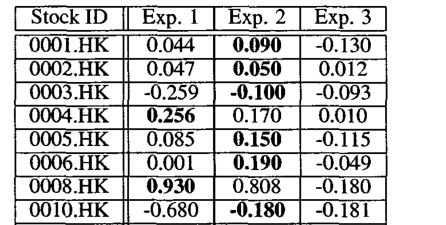 Stock ID Exp. 1 Exp. 2 Exp. 3
0001.HK 0.044 0.090 -0.130
0002.HK 0.047 0.050 0.012
0003.HK -0.259 -0.100 -0.093
0004.HK 0.256 0.170 0.010
0005.HK 0.085 0.150 -0.115
0006.HK 0.001 0.190 -0.049
0008.HK 0.930 0.808 -0.180
0010.HK -0.680 -0.180 -0.181